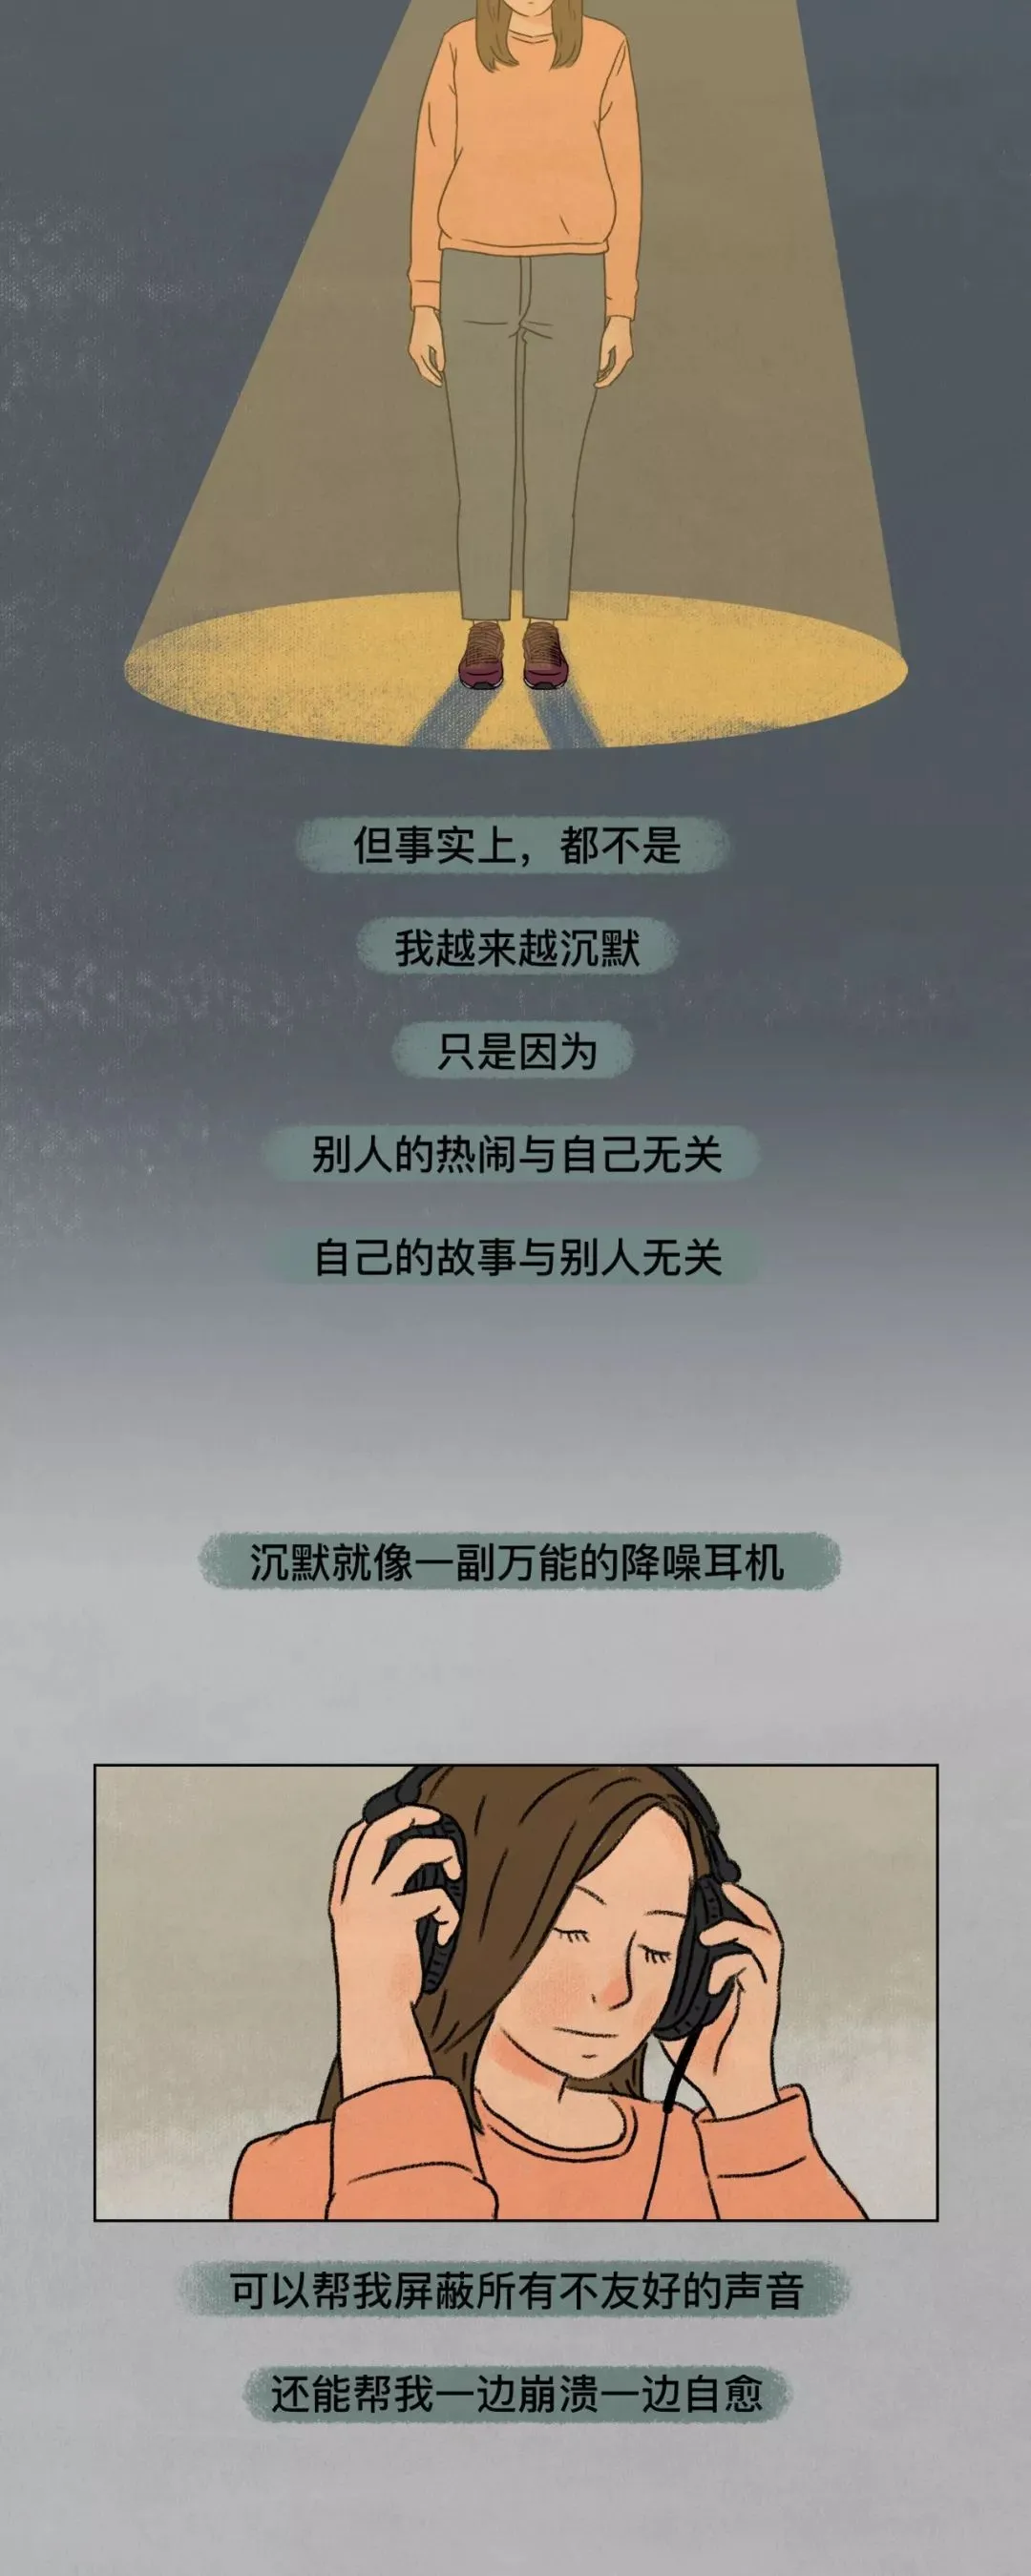 但事实上，都不是
我越来越沉默
只是因为
别人的热闹与自己无关
自己的故事与别人无关
沉默就像一副万能的降噪耳机
可以帮我屏蔽所有不友好的声音
还能帮我一边崩溃一边自愈